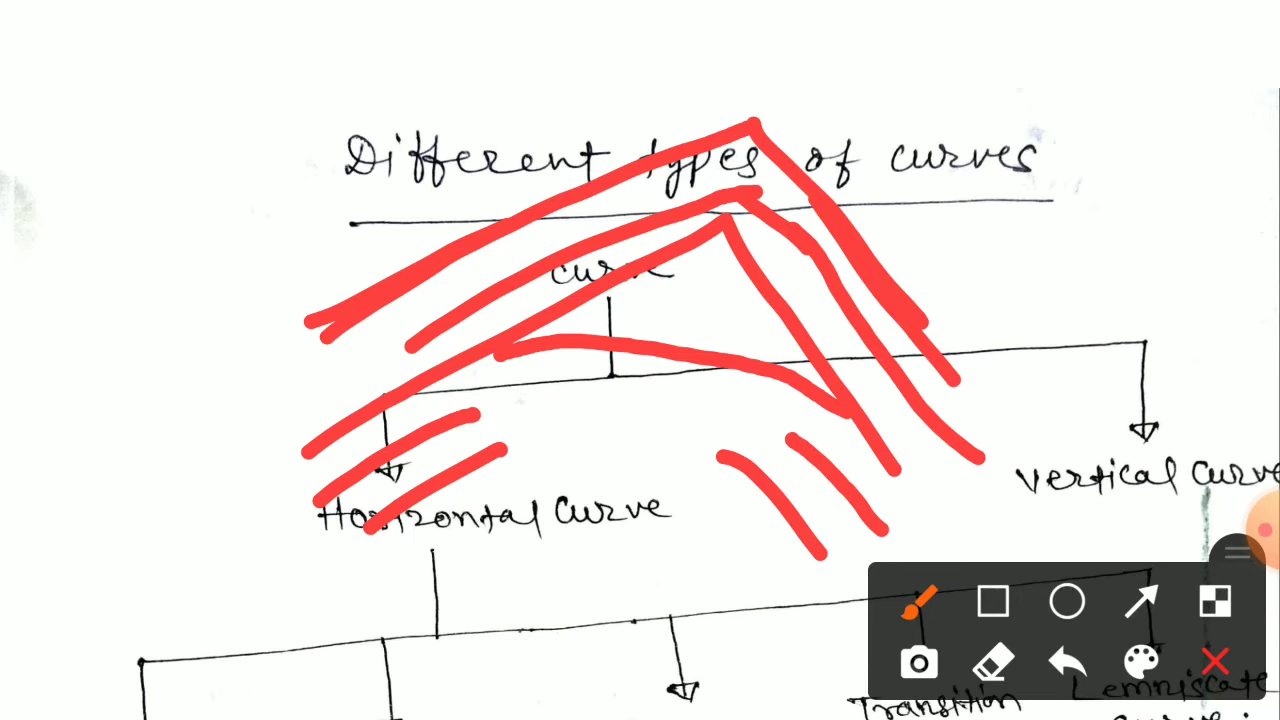 Different types of curves
curve
Vertical Curve
Horizontal Curve
Transition
Lemniscate